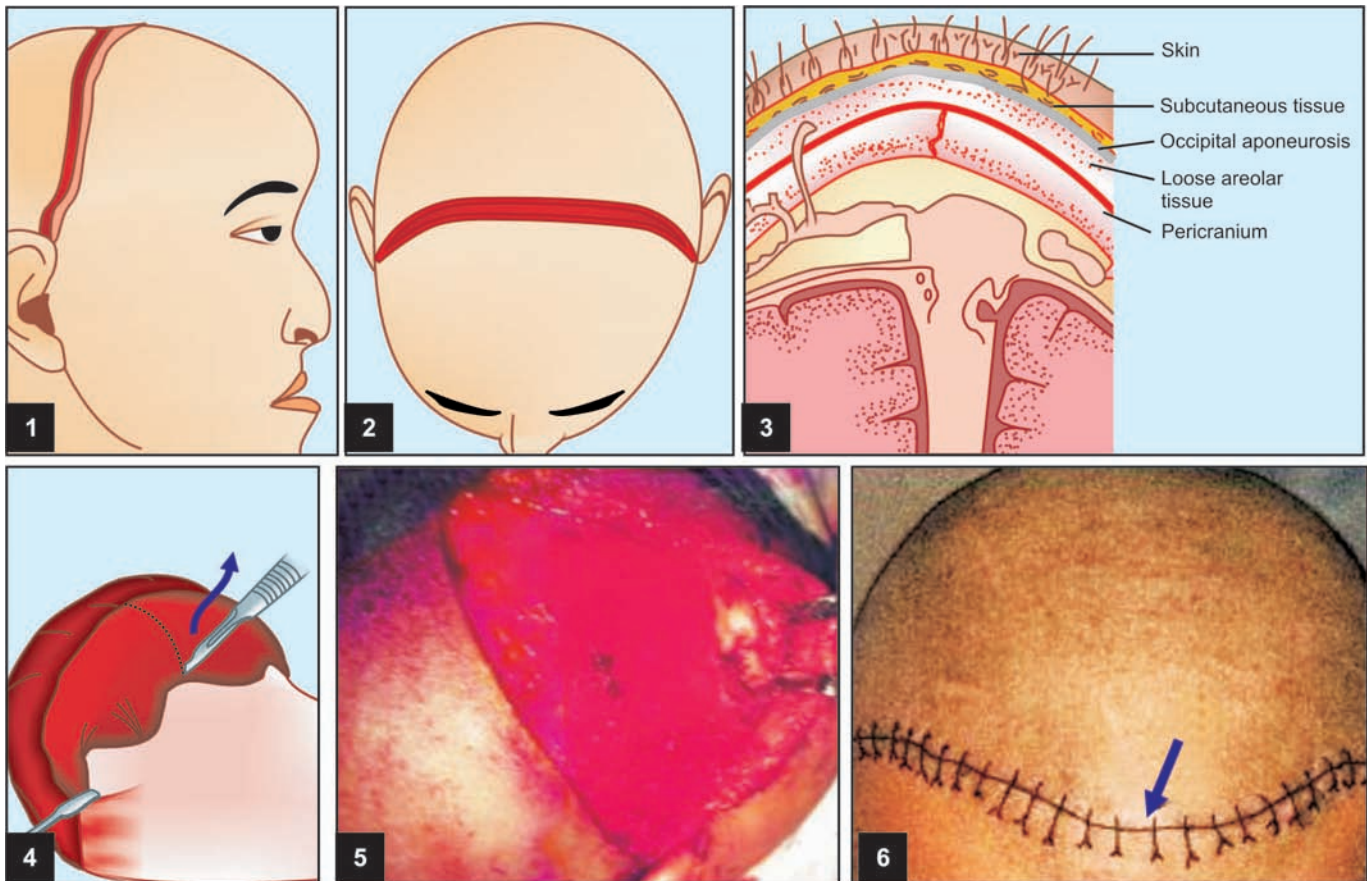 1
2
3
Skin
Subcutaneous tissue
Occipital aponeurosis
Loose areolar
tissue
Pericranium
4
5
6